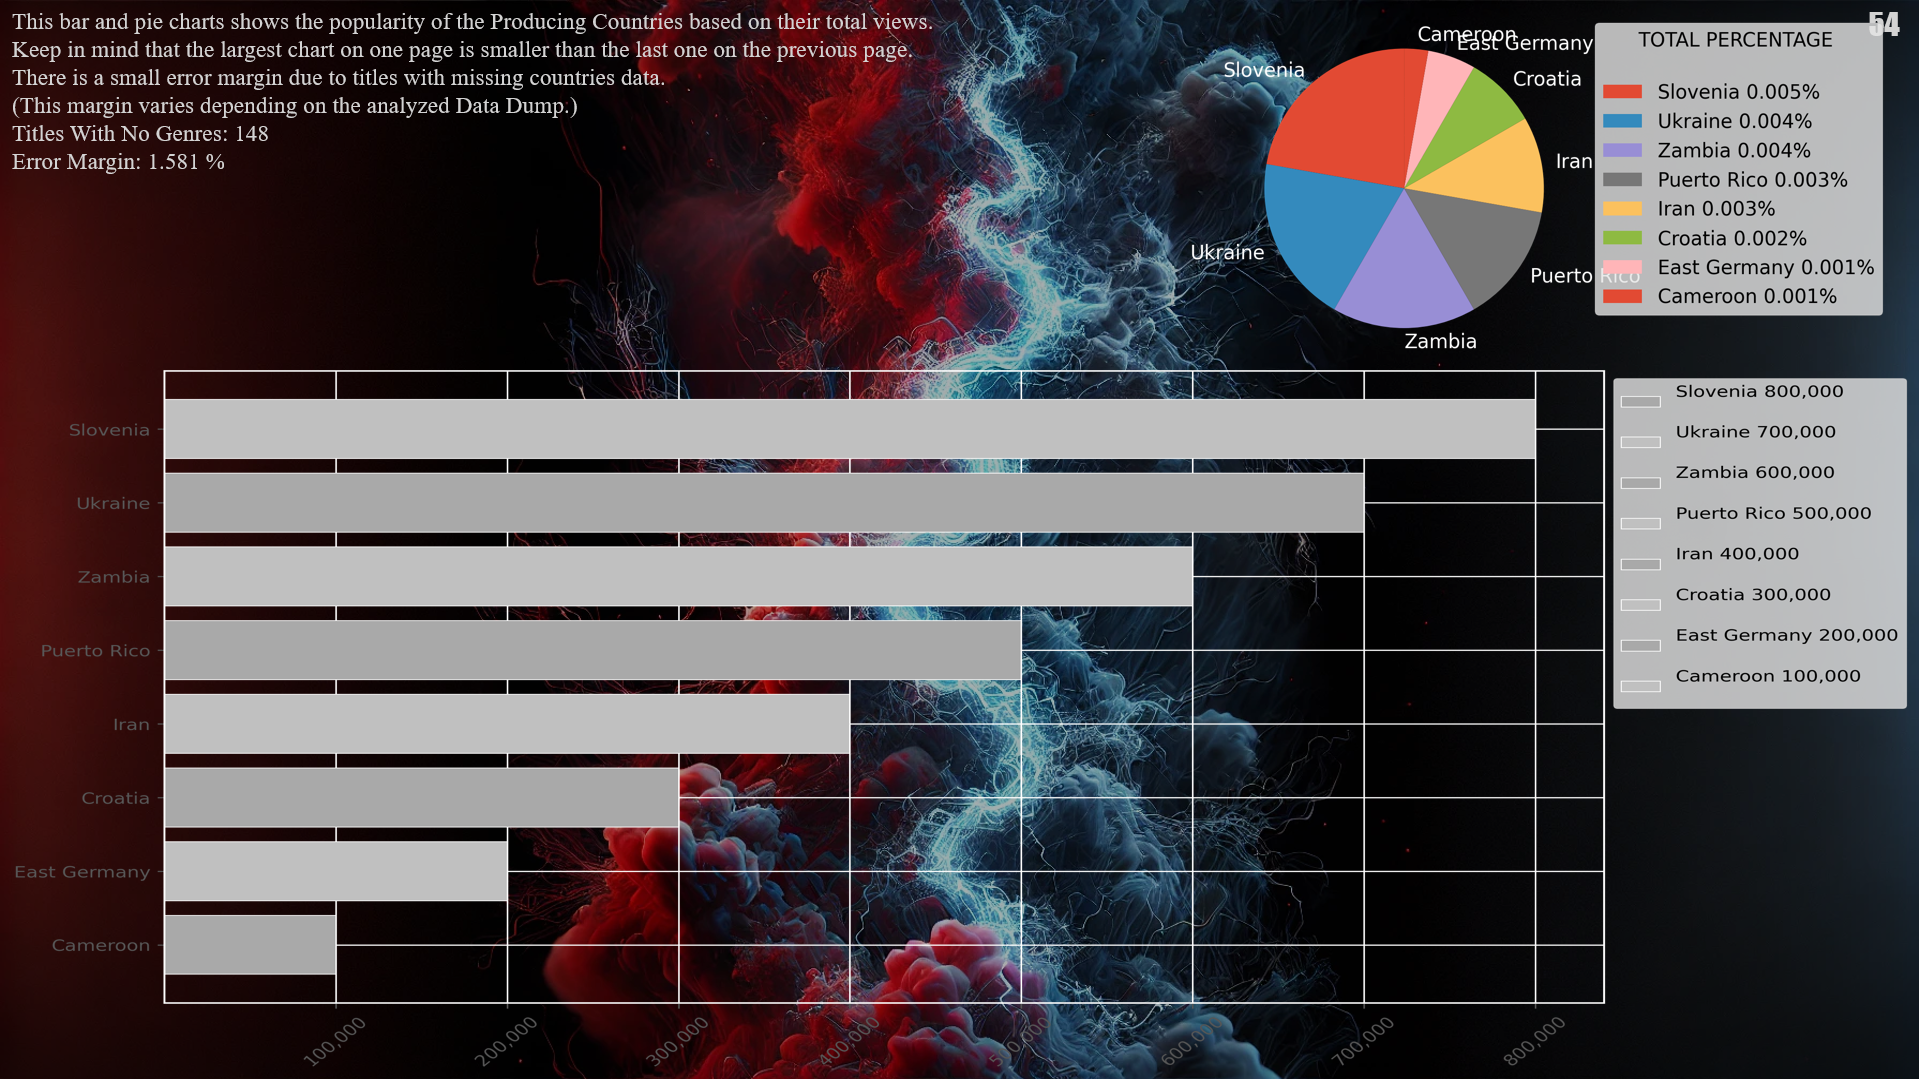 This bar and pie charts shows the popularity of the Producing Countries based on their total views.
Keep in mind that the largest chart on one page is smaller than the last one on the previous page.
There is a small error margin due to titles with missing countries data.
(This margin varies depending on the analyzed Data Dump.)
Titles With No Genres: 148
Error Margin: 1.581 %
54
Cameroon
East Germany
Croatia
Iran
Puerto Rico
Zambia
Ukraine
Slovenia
TOTAL PERCENTAGE
Slovenia 0.005%
Ukraine 0.004%
Zambia 0.004%
Puerto Rico 0.003%
Iran 0.003%
Croatia 0.002%
East Germany 0.001%
Cameroon 0.001%
Slovenia
Ukraine
Zambia
Puerto Rico
Iran
Croatia
East Germany
Cameroon
100,000
200,000
300,000
400,000
500,000
600,000
700,000
800,000
Slovenia 800,000
Ukraine 700,000
Zambia 600,000
Puerto Rico 500,000
Iran 400,000
Croatia 300,000
East Germany 200,000
Cameroon 100,000